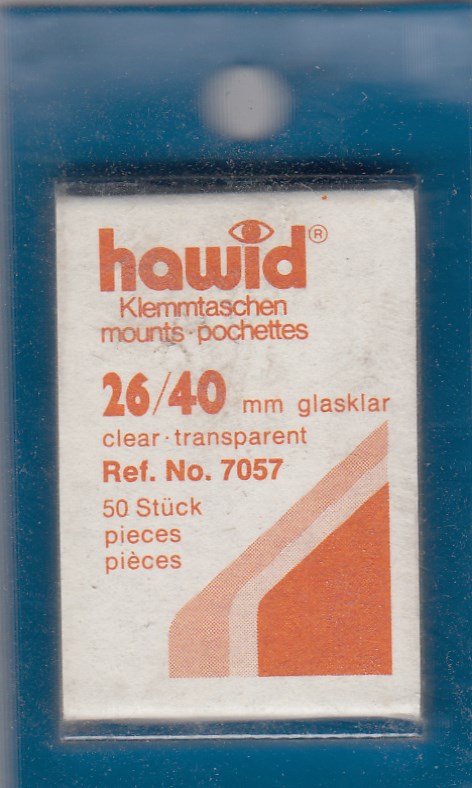 hawid®
Klemmtaschen
mounts·pochettes
26/40 mm glasklar
clear·transparent
Ref. No. 7057
50 Stück
pieces
pièces